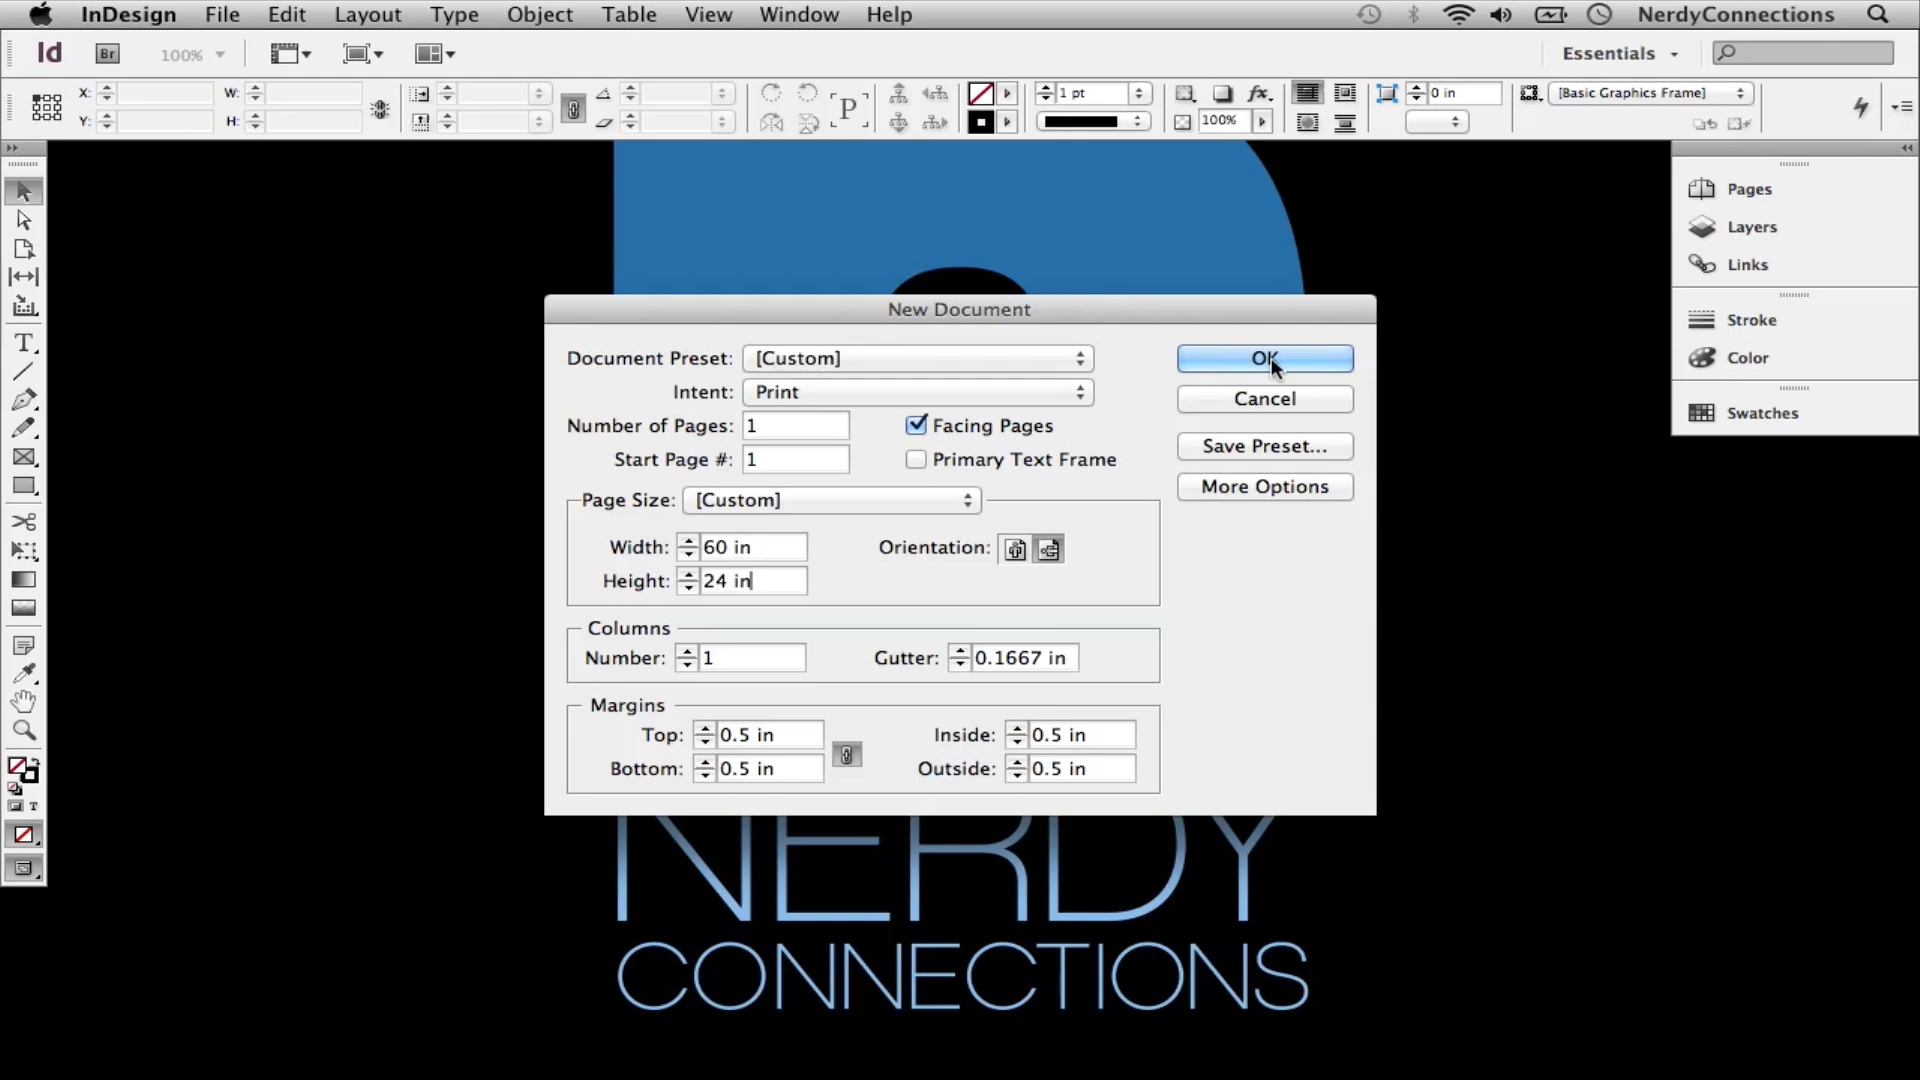 InDesign File Edit Layout Type Object Table View Window Help NerdyConnections
Id Br 100% Essentials
X: W: 1 pt 0 in [Basic Graphics Frame]
Y: H: P 100% fx
Pages
Layers
Links
Stroke
Color
Swatches
New Document
Document Preset: [Custom] OK
Intent: Print Cancel
Number of Pages: 1 Facing Pages
Save Preset...
Start Page #: 1 Primary Text Frame
More Options
Page Size: [Custom]
Width: 60 in Orientation:
Height: 24 in
Columns
Number: 1 Gutter: 0.1667 in
Margins
Top: 0.5 in Inside: 0.5 in
Bottom: 0.5 in Outside: 0.5 in
T
T
NERDY
CONNECTIONS